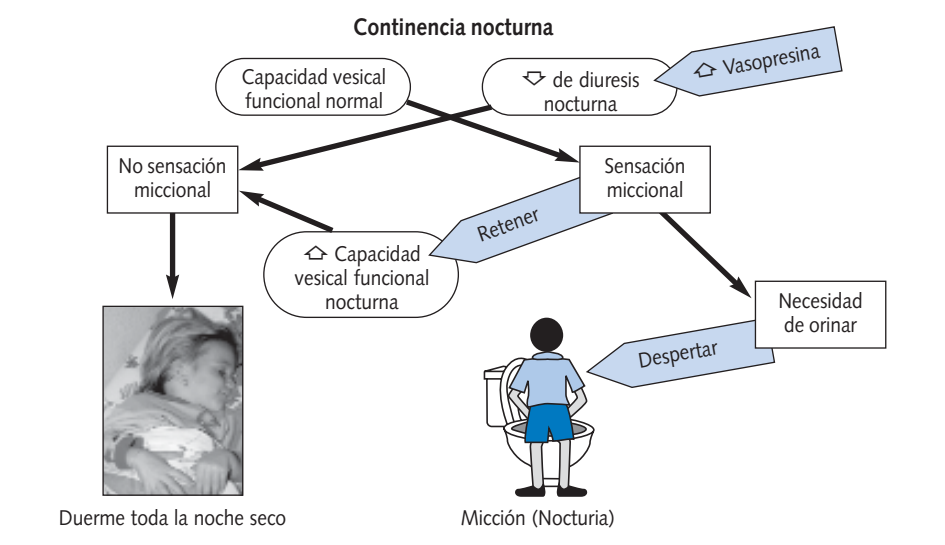 Continencia nocturna
Capacidad vesical
funcional normal
de diuresis
nocturna
Vasopresina
No sensación
miccional
Sensación
miccional
Retener
Capacidad
vesical funcional
nocturna
Necesidad
de orinar
Despertar
Duerme toda la noche seco
Micción (Nocturia)